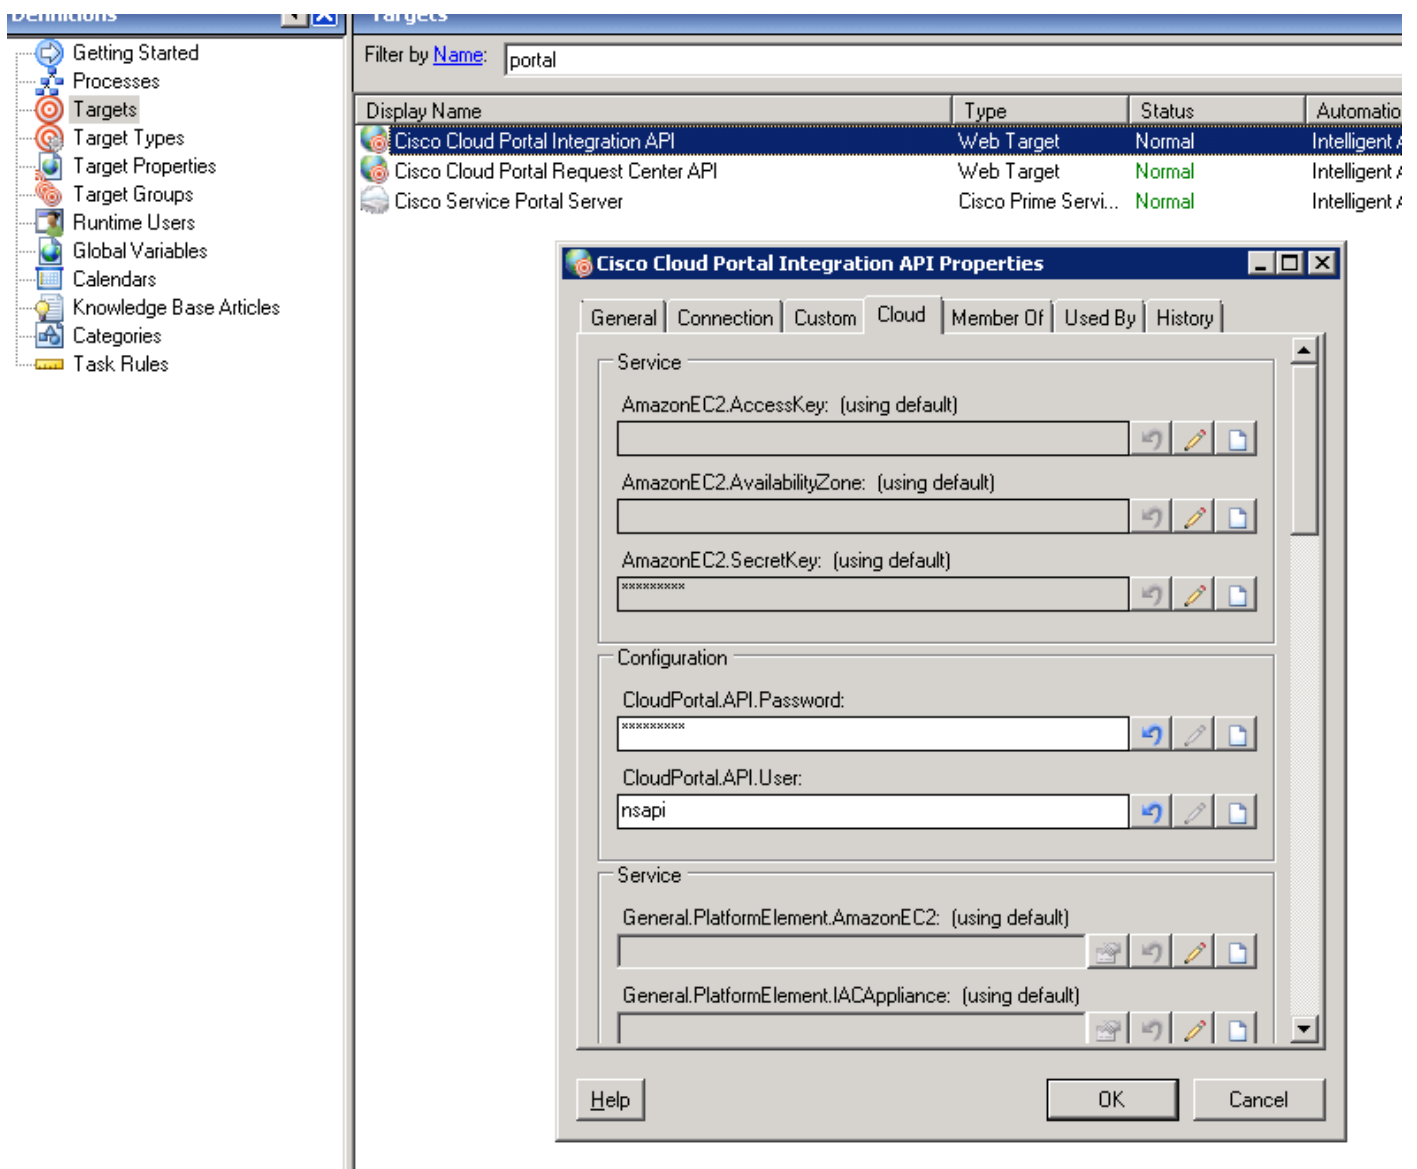 Definitions
Getting Started
Processes
Targets
Target Types
Target Properties
Target Groups
Runtime Users
Global Variables
Calendars
Knowledge Base Articles
Categories
Task Rules
Targets
Filter by Name: portal
Display Name Type Status Automatio
Cisco Cloud Portal Integration API Web Target Normal Intelligent A
Cisco Cloud Portal Request Center API Web Target Normal Intelligent A
Cisco Service Portal Server Cisco Prime Servi... Normal Intelligent A
Cisco Cloud Portal Integration API Properties
General Connection Custom Cloud Member Of Used By History
Service
AmazonEC2.AccessKey: (using default)
AmazonEC2.AvailabilityZone: (using default)
AmazonEC2.SecretKey: (using default)
*********
Configuration
CloudPortal.API.Password:
*********
CloudPortal.API.User:
nsapi
Service
General.PlatformElement.AmazonEC2: (using default)
General.PlatformElement.IACAppliance: (using default)
Help OK Cancel